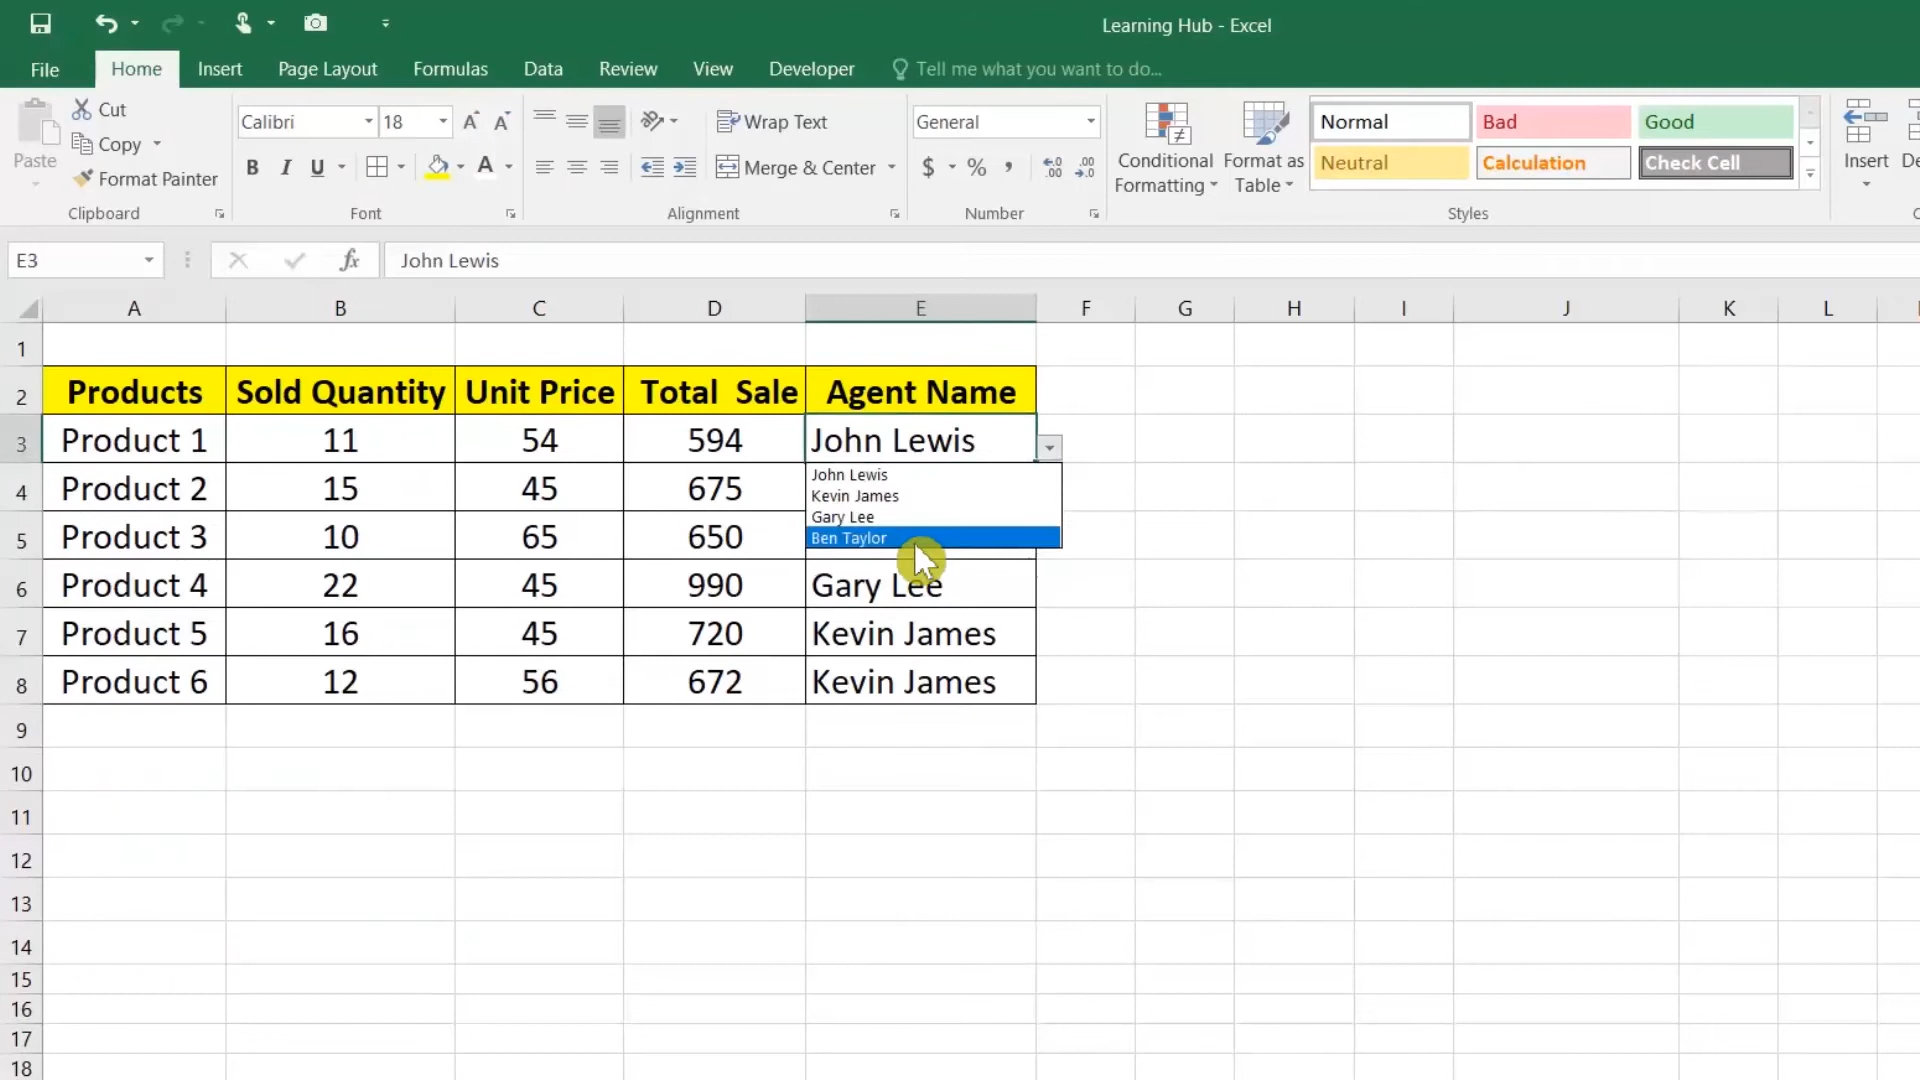 Learning Hub - Excel
File Home Insert Page Layout Formulas Data Review View Developer Tell me what you want to do...
Paste
Cut
Copy
Format Painter
Clipboard
Calibri 18
B I U A
Font
Wrap Text
Merge & Center
Alignment
General
$ % ,
Number
Conditional Formatting
Format as Table
Normal Bad Good
Neutral Calculation Check Cell
Styles
Insert
E3 fx John Lewis
A B C D E F G H I J K L
1
2 Products Sold Quantity Unit Price Total Sale Agent Name
3 Product 1 11 54 594 John Lewis
John Lewis
Kevin James
Gary Lee
Ben Taylor
4 Product 2 15 45 675
5 Product 3 10 65 650
6 Product 4 22 45 990 Gary Lee
7 Product 5 16 45 720 Kevin James
8 Product 6 12 56 672 Kevin James
9
10
11
12
13
14
15
16
17
18